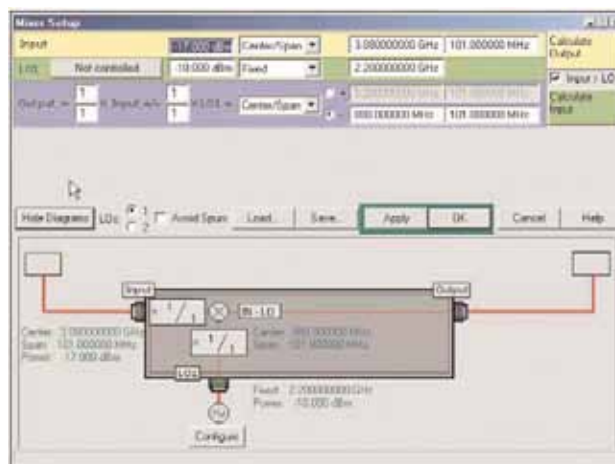 Mixer Setup
Input -17.000 dBm Center/Span 3.080000000 GHz 101.000000 MHz Calculate Output
LO1 Not controlled -10.000 dBm Fixed 2.200000000 GHz Input > LO
Output = 1 X Input +/- 1 X LO1 = Center/Span + Calculate Input
1 1 - 880.000000 MHz 101.000000 MHz
Hide Diagrams LOs: 1 2 Avoid Spurs Load... Save... Apply OK Cancel Help
Input Output
× 1/1 IN - LO
Center: 3.080000000 GHz Center: 880.000000 MHz
Span: 101.000000 MHz Span: 101.000000 MHz
Power: -17.000 dBm × 1/1
LO1
Fixed: 2.200000000 GHz
Power: -10.000 dBm
Configure